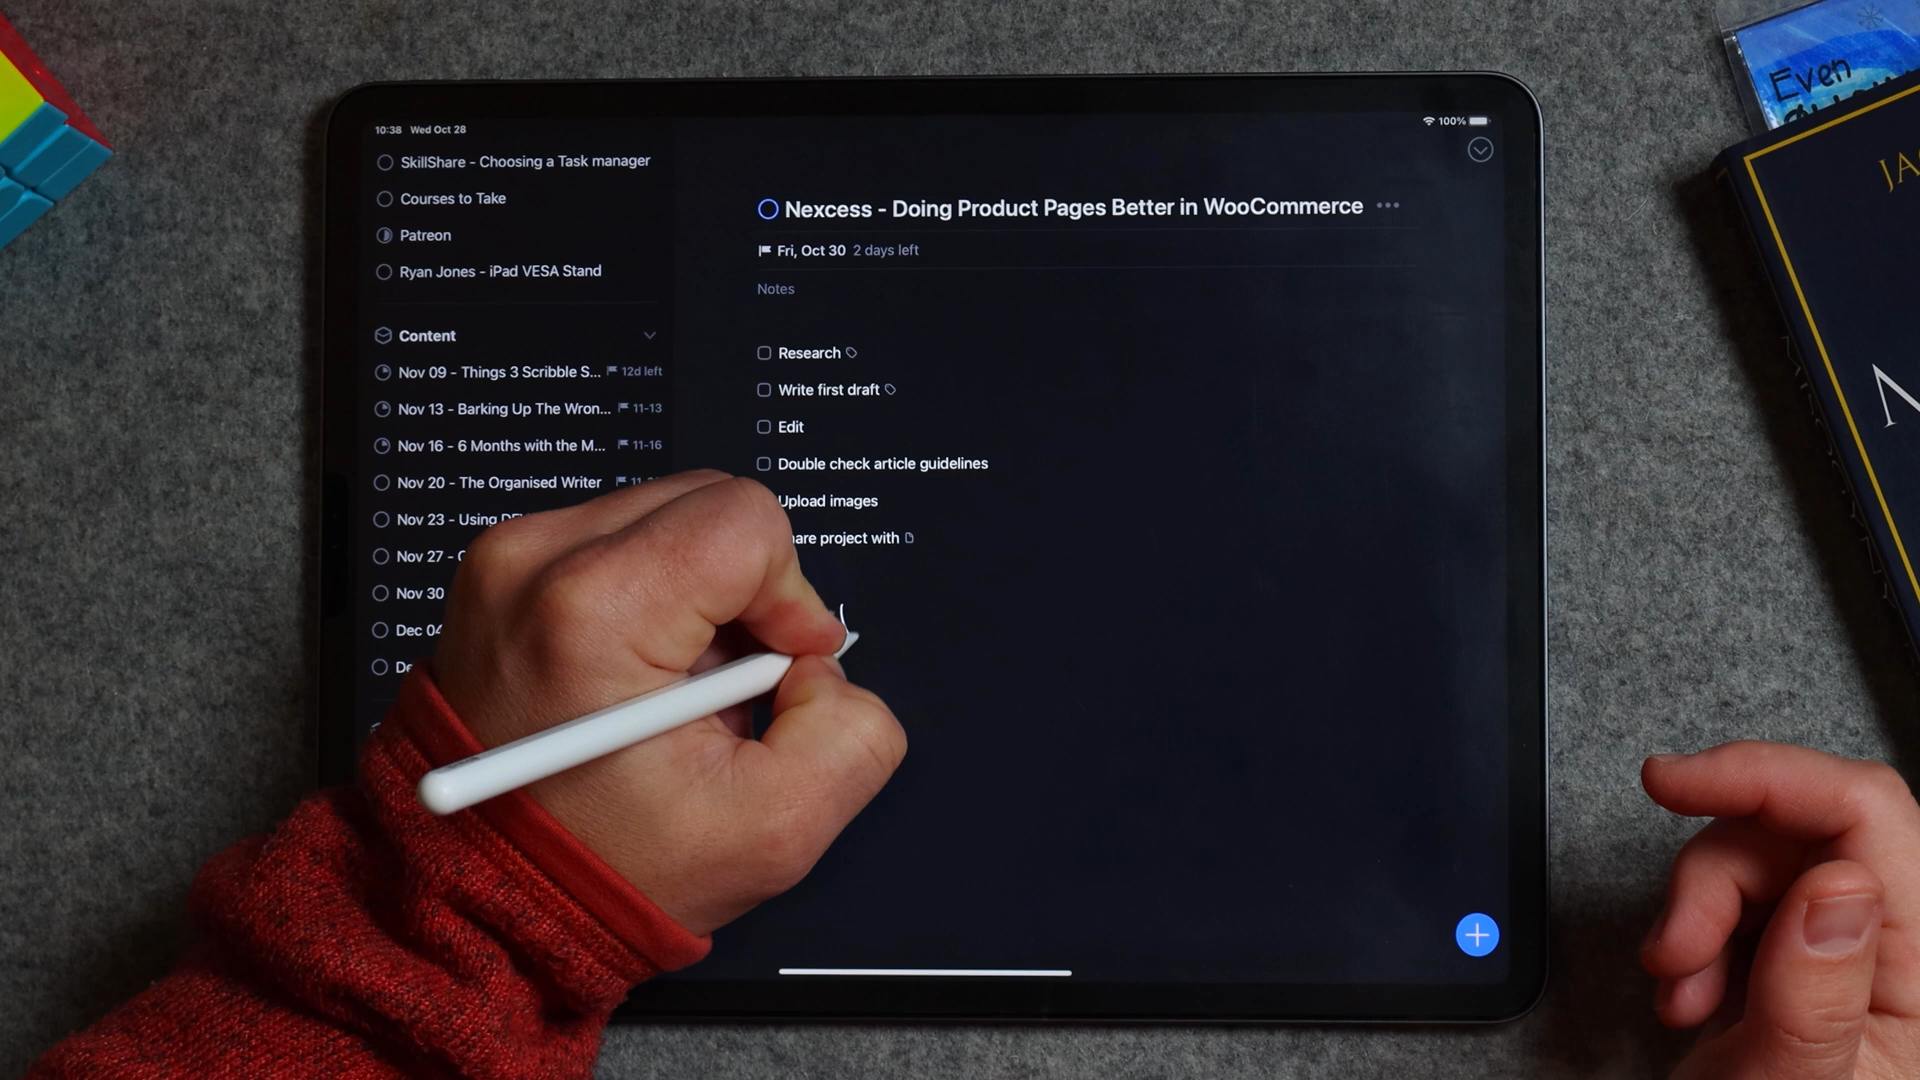 10:38 Wed Oct 28
100%
SkillShare - Choosing a Task manager
Courses to Take
Patreon
Ryan Jones - iPad VESA Stand
Content
Nov 09 - Things 3 Scribble S... 12d left
Nov 13 - Barking Up The Wron... 11-13
Nov 16 - 6 Months with the M... 11-16
Nov 20 - The Organised Writer 11-
Nov 23 - Using
Nov 27 -
Nov 30
Dec 04
Nexcess - Doing Product Pages Better in WooCommerce
Fri, Oct 30 2 days left
Notes
Research
Write first draft
Edit
Double check article guidelines
Upload images
project with
Even